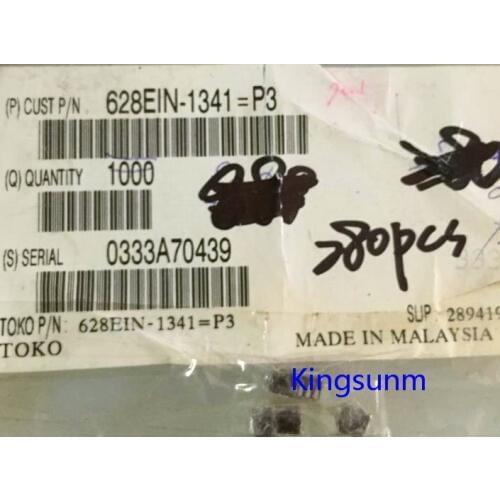 (P) CUST P/N 628EIN-1341=P3
(Q) QUANTITY 1000
(S) SERIAL 0333A70439
380pcs
SUP: 289419
TOKO P/N: 628EIN-1341=P3
TOKO
MADE IN MALAYSIA
Kingsunm